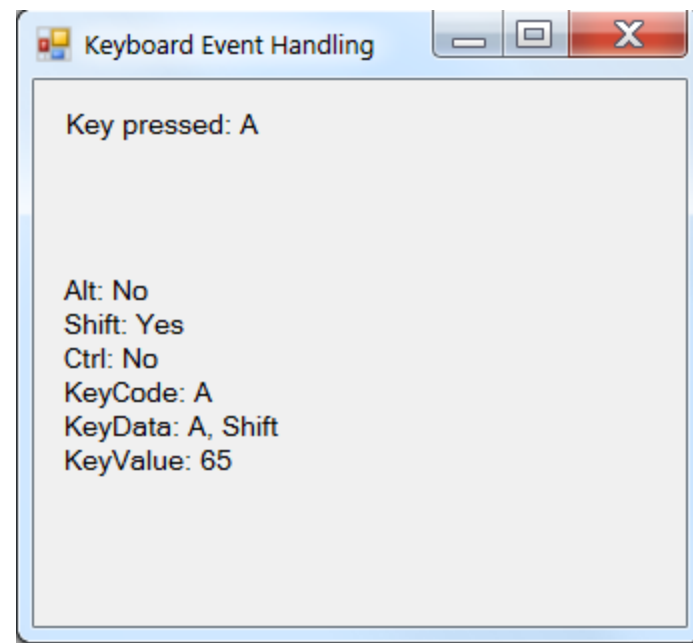 Keyboard Event Handling
Key pressed: A
Alt: No
Shift: Yes
Ctrl: No
KeyCode: A
KeyData: A, Shift
KeyValue: 65